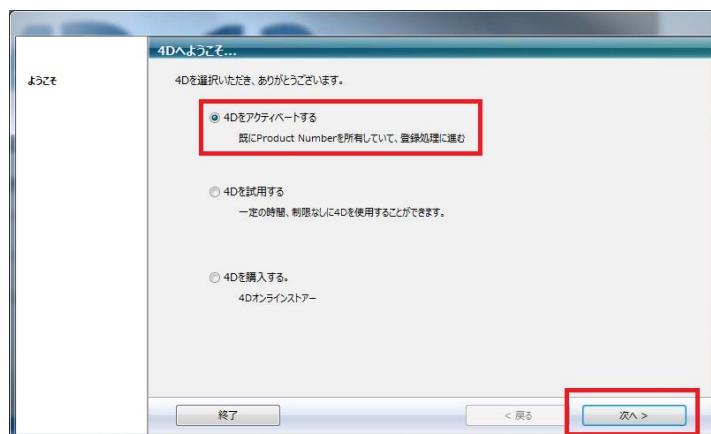 4Dへようこそ...
ようこそ
4Dを選択いただき、ありがとうございます。
4Dをアクティベートする
既にProduct Numberを所有していて、登録処理に進む
4Dを試用する
一定の時間、制限なしに4Dを使用することができます。
4Dを購入する。
4Dオンラインストアー
終了
< 戻る
次へ >